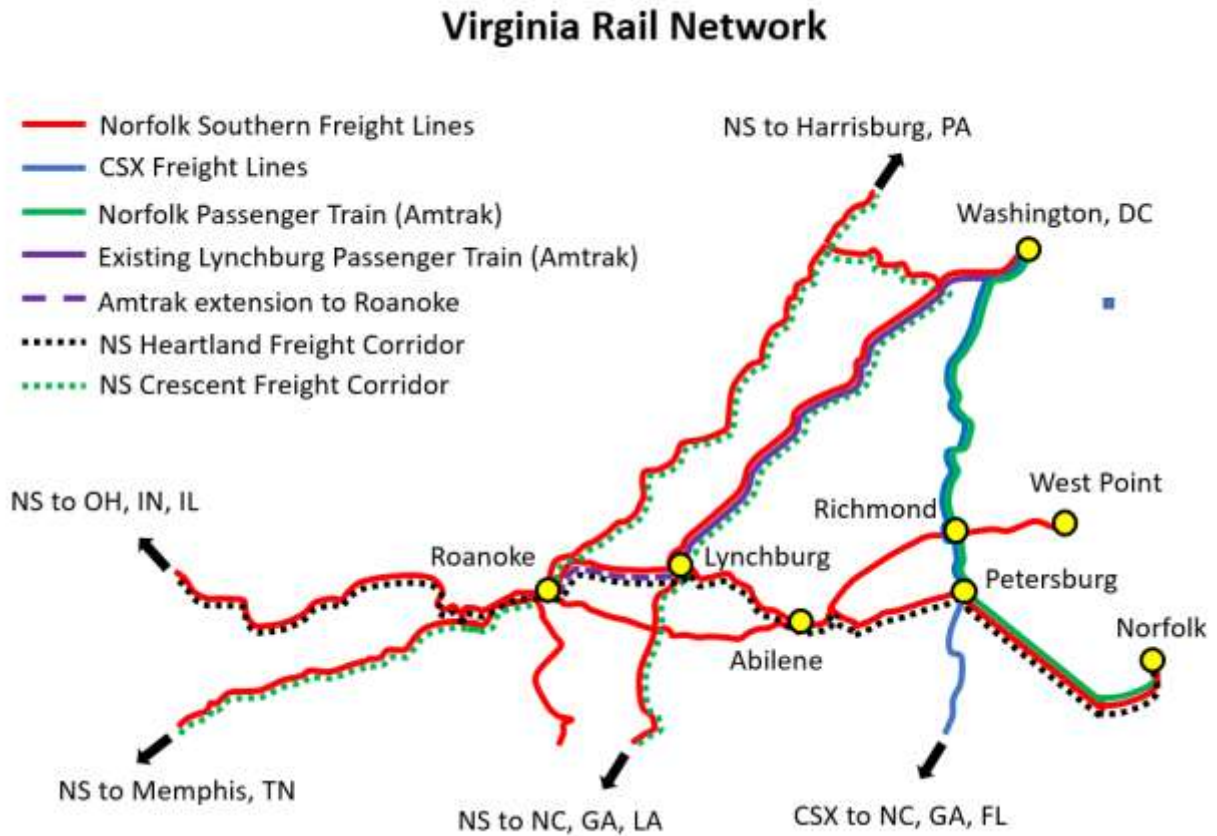 Virginia Rail Network
Norfolk Southern Freight Lines
CSX Freight Lines
Norfolk Passenger Train (Amtrak)
Existing Lynchburg Passenger Train (Amtrak)
Amtrak extension to Roanoke
NS Heartland Freight Corridor
NS Crescent Freight Corridor
NS to Harrisburg, PA
Washington, DC
NS to OH, IN, IL
Roanoke
Lynchburg
Richmond
West Point
Petersburg
Abilene
Norfolk
NS to Memphis, TN
NS to NC, GA, LA
CSX to NC, GA, FL